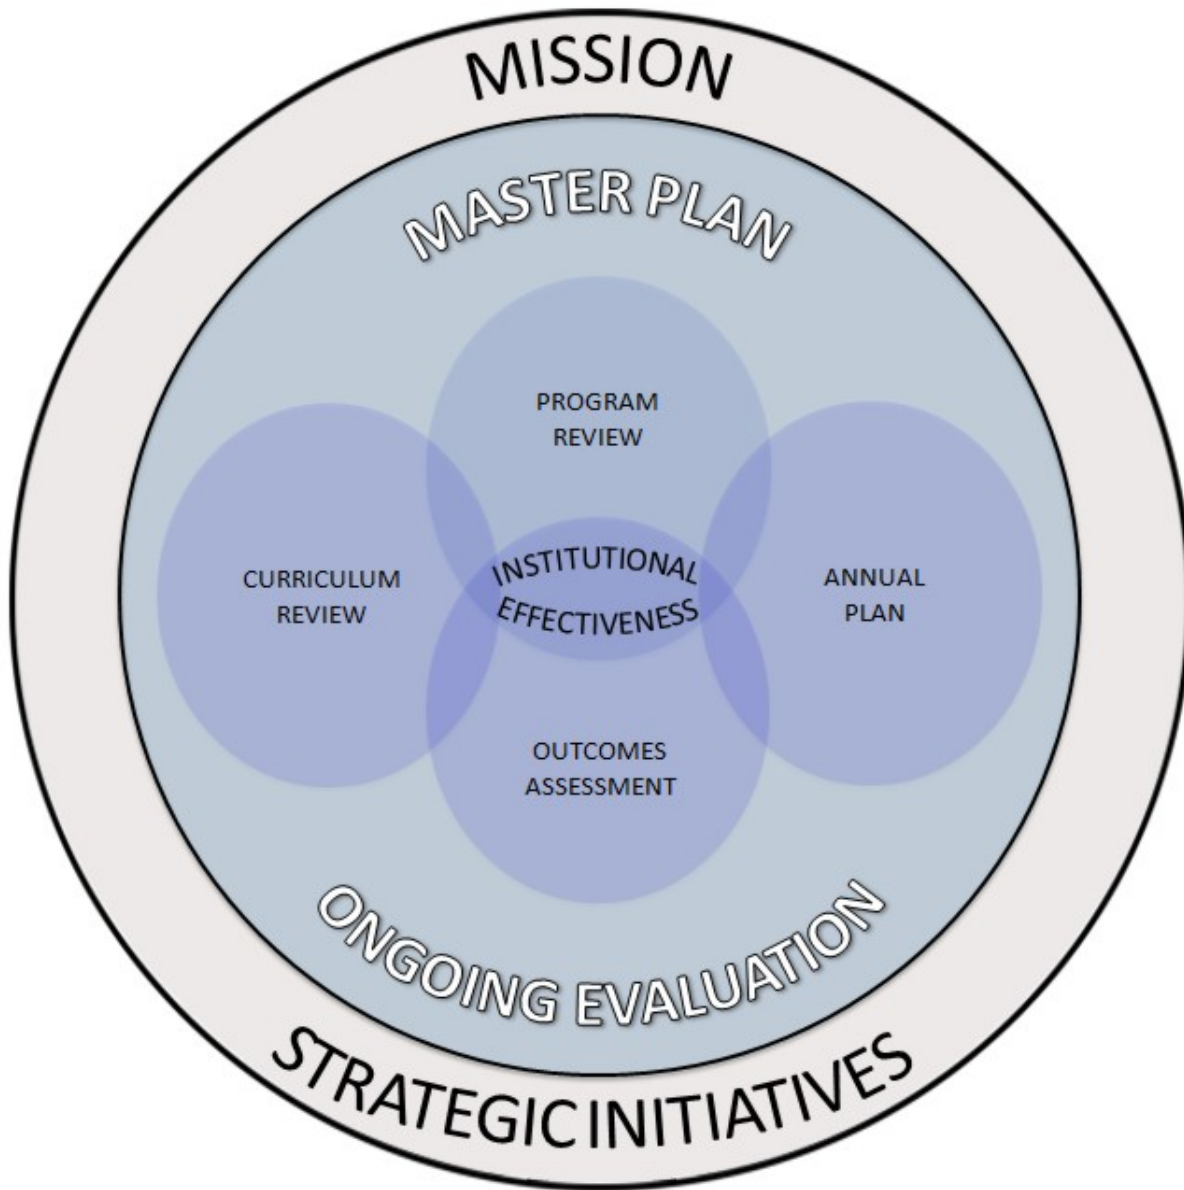 MISSION
MASTER PLAN
PROGRAM
REVIEW
CURRICULUM
REVIEW
INSTITUTIONAL
EFFECTIVENESS
ANNUAL
PLAN
OUTCOMES
ASSESSMENT
ONGOING EVALUATION
STRATEGIC INITIATIVES